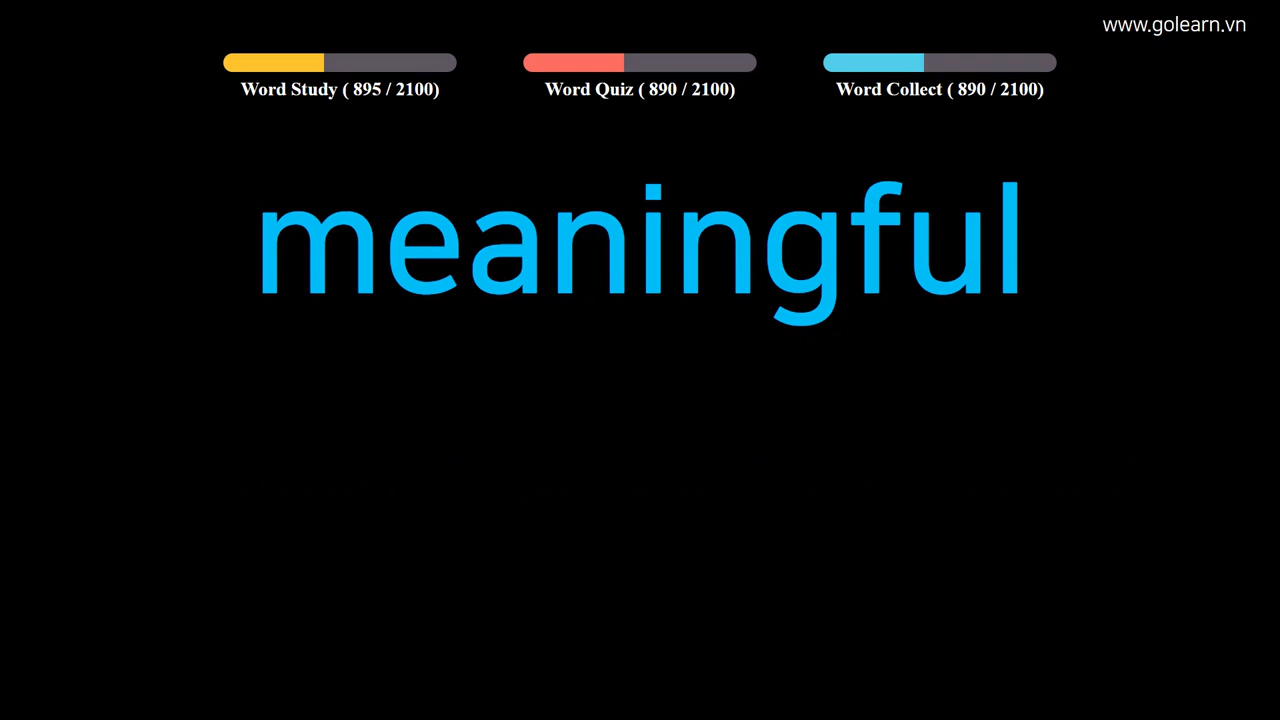 www.golearn.vn
Word Study ( 895 / 2100)
Word Quiz ( 890 / 2100)
Word Collect ( 890 / 2100)
meaningful